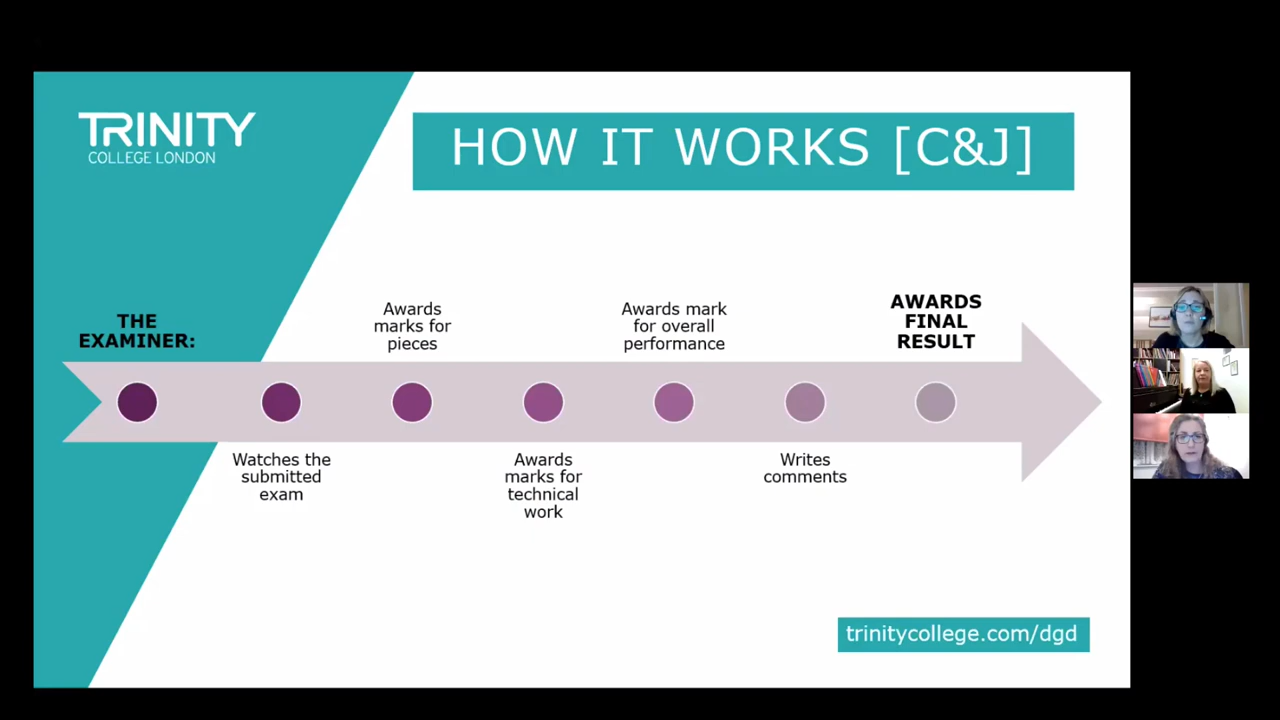 TRINITY
COLLEGE LONDON
HOW IT WORKS [C&J]
THE
EXAMINER:
Watches the
submitted
exam
Awards
marks for
pieces
Awards
marks for
technical
work
Awards mark
for overall
performance
Writes
comments
AWARDS
FINAL
RESULT
trinitycollege.com/dgd